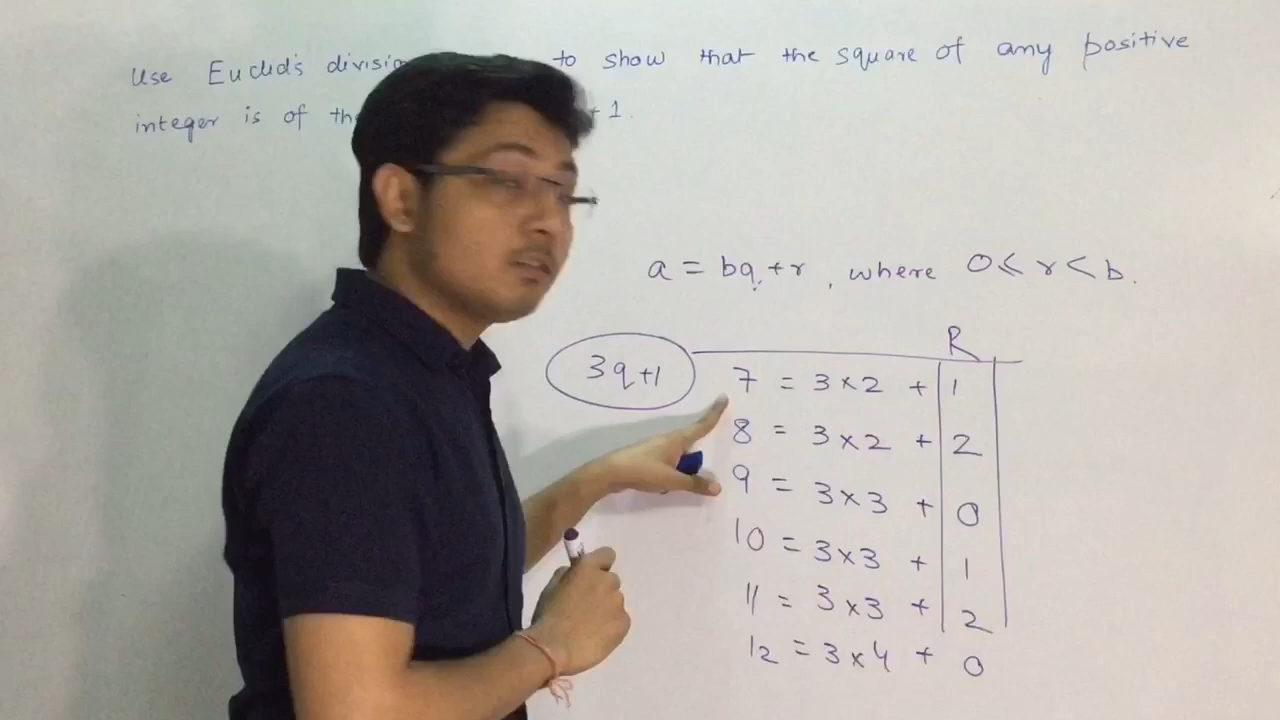 Use Euclid's to show that the square of any positive
integer is of + 1.
a = bq + r , where 0 ≤ r < b.
R
3q+1
7 = 3 x 2 + 1
8 = 3 x 2 + 2
9 = 3 x 3 + 0
10 = 3 x 3 + 1
11 = 3 x 3 + 2
12 = 3 x 4 + 0